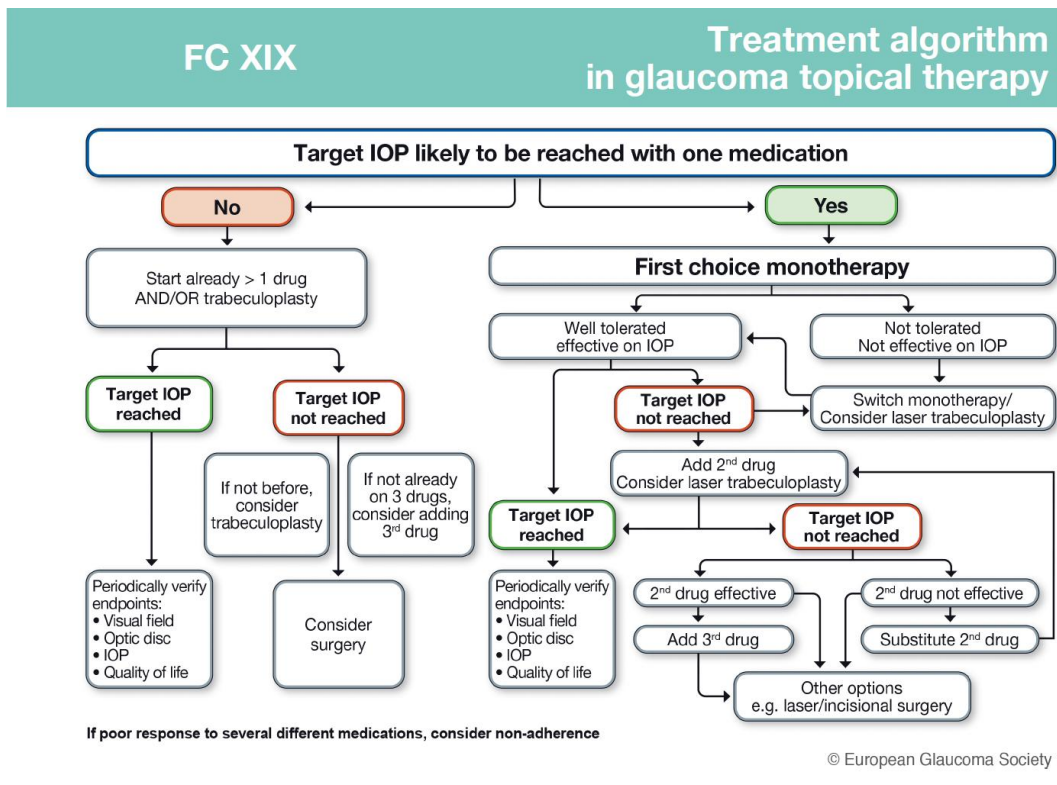 FC XIX
Treatment algorithm
in glaucoma topical therapy
Target IOP likely to be reached with one medication
No
Yes
Start already > 1 drug
AND/OR trabeculoplasty
First choice monotherapy
Well tolerated
effective on IOP
Not tolerated
Not effective on IOP
Target IOP
reached
Target IOP
not reached
Target IOP
not reached
Switch monotherapy/
Consider laser trabeculoplasty
If not before,
consider
trabeculoplasty
If not already
on 3 drugs,
consider adding
3rd drug
Add 2nd drug
Consider laser trabeculoplasty
Target IOP
reached
Target IOP
not reached
Periodically verify
endpoints:
• Visual field
• Optic disc
• IOP
• Quality of life
Consider
surgery
Periodically verify
endpoints:
• Visual field
• Optic disc
• IOP
• Quality of life
2nd drug effective
2nd drug not effective
Add 3rd drug
Substitute 2nd drug
Other options
e.g. laser/incisional surgery
If poor response to several different medications, consider non-adherence
© European Glaucoma Society